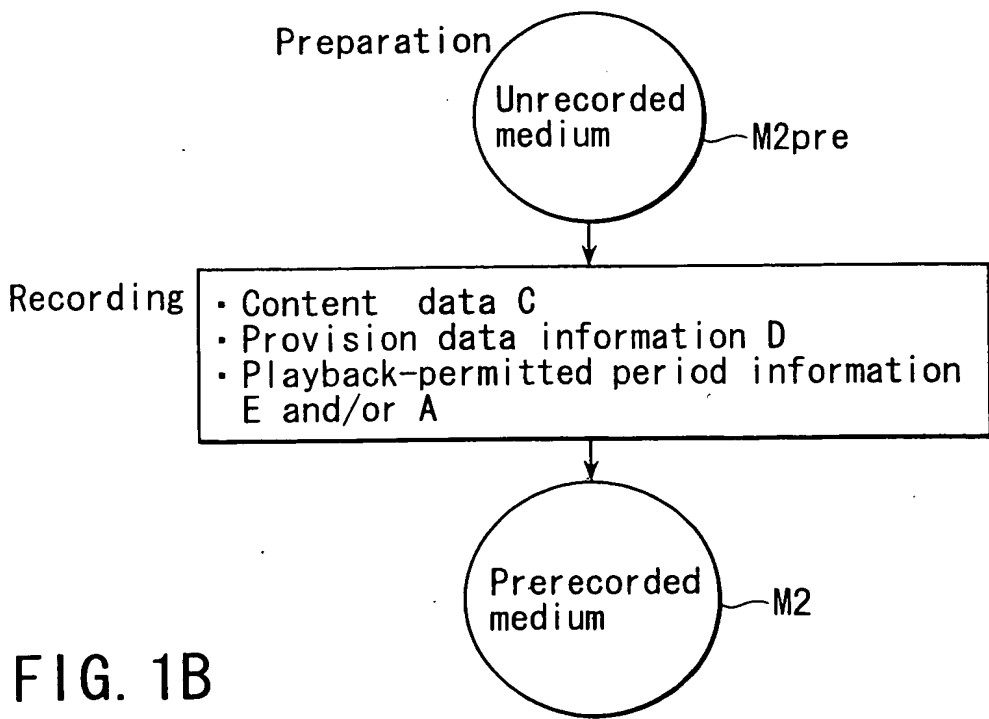 Preparation
Unrecorded
medium
M2pre
Recording
· Content data C
· Provision data information D
· Playback-permitted period information
E and/or A
Prerecorded
medium
M2
FIG. 1B